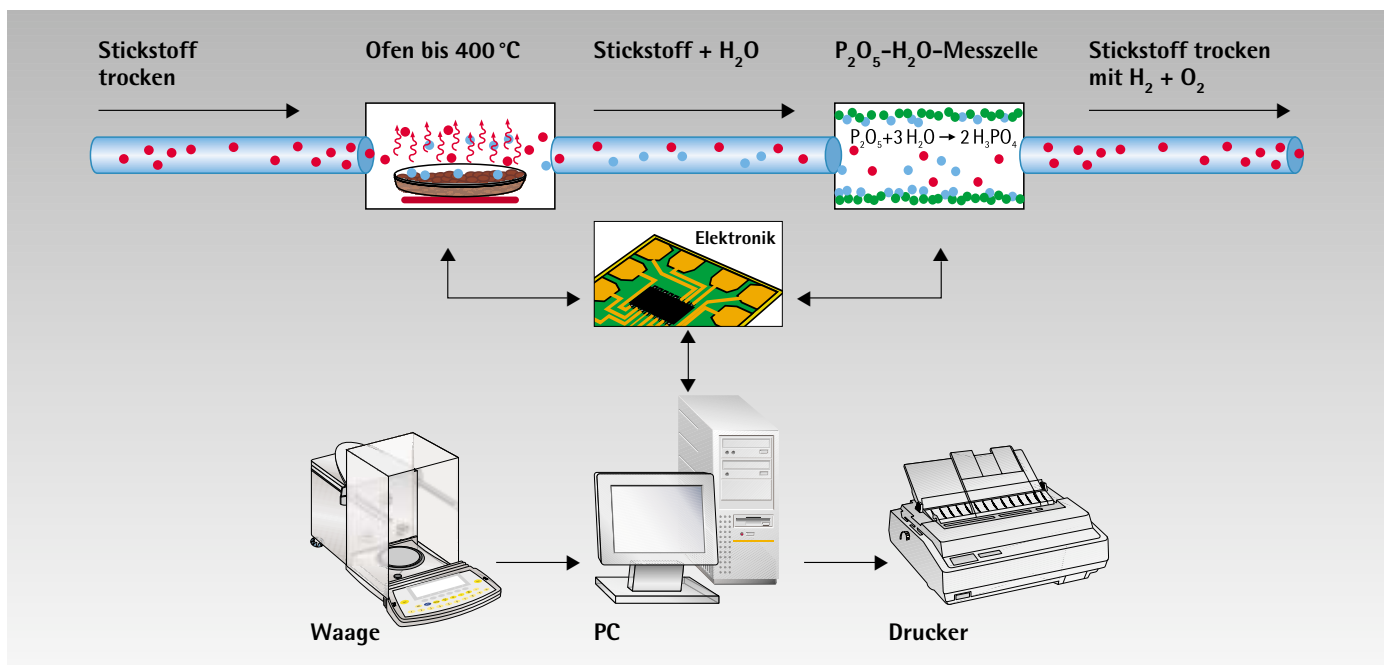 Stickstoff
trocken
Ofen bis 400 °C
Stickstoff + H₂O
P₂O₅-H₂O-Messzelle
Stickstoff trocken
mit H₂ + O₂
P₂O₅+3 H₂O → 2 H₃PO₄
Elektronik
Waage
PC
Drucker